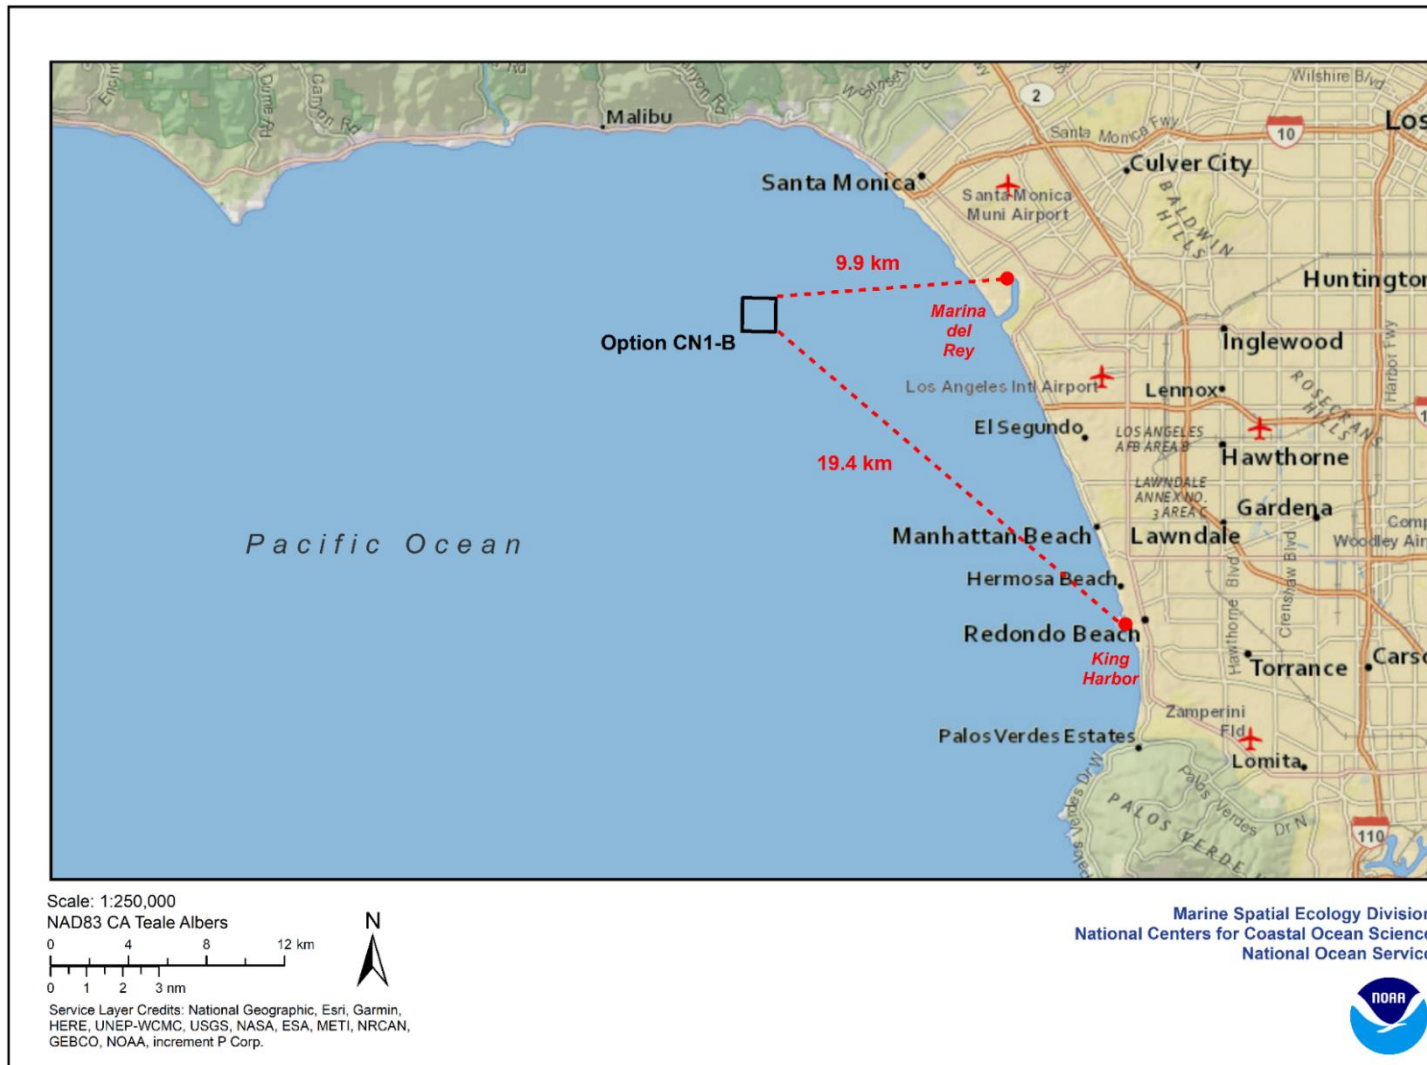 Wilshire Blvd
2
Malibu
Santa Monica Fwy
10
Los
Culver City
Santa Monica
Santa Monica
Muni Airport
BALDWIN
HILLS
9.9 km
Huntington
Marina
del
Rey
Option CN1-B
Inglewood
Harbor Fwy
Los Angeles Intl Airport
Lennox
ROSECRANS
HILLS
El Segundo
LOS ANGELES
AFB AREA B
Hawthorne
19.4 km
LAWNDALE
ANNEX NO.
3 AREA C
Gardena
Pacific Ocean
Manhattan Beach
Lawndale
Comp
Woodley Air
Hermosa Beach
Hawthorne Blvd
Crenshaw Blvd
Redondo Beach
King
Harbor
Torrance
Carso
Zamperini
Fld
Palos Verdes Estates
Lomita
Palos Verdes Dr W
Palos Verdes Dr N
PALOS VERDE
110
Scale: 1:250,000
NAD83 CA Teale Albers
0 4 8 12 km
0 1 2 3 nm
N
Service Layer Credits: National Geographic, Esri, Garmin,
HERE, UNEP-WCMC, USGS, NASA, ESA, METI, NRCAN,
GEBCO, NOAA, increment P Corp.
Marine Spatial Ecology Division
National Centers for Coastal Ocean Science
National Ocean Service
NOAA